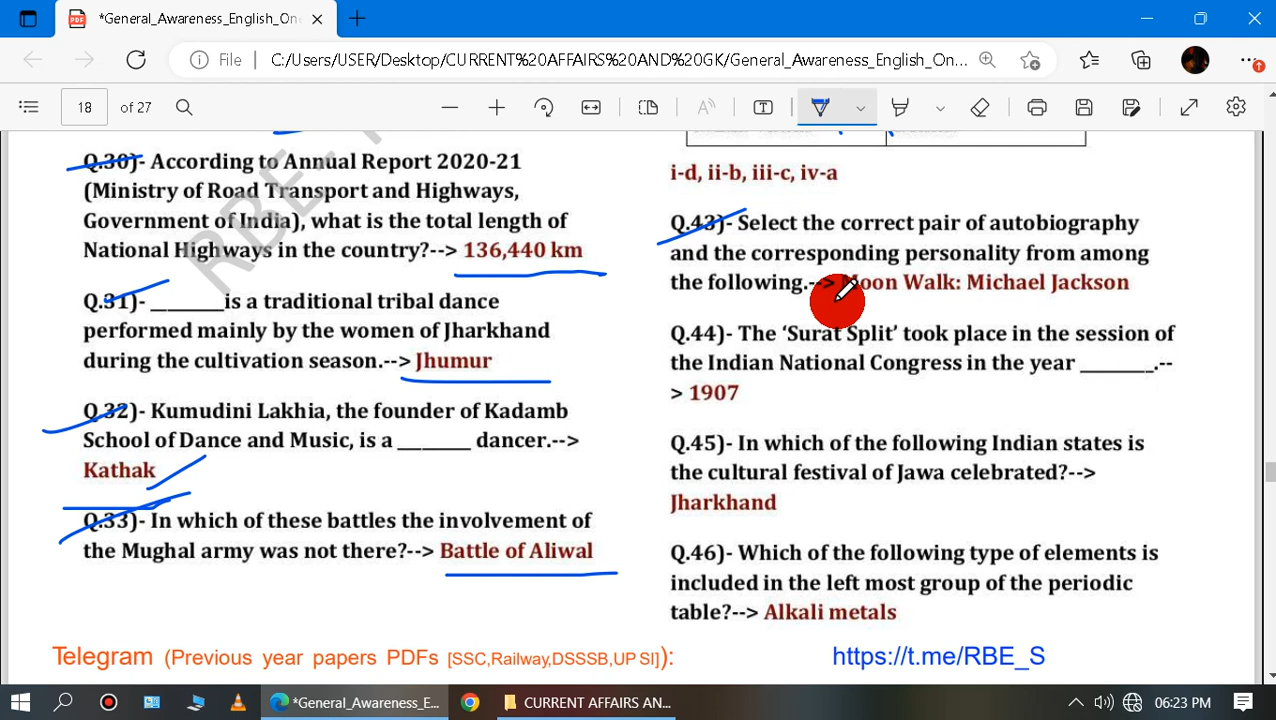 *General_Awareness_English_On
File
C:/Users/USER/Desktop/CURRENT%20AFFAIRS%20AND%20GK/General_Awareness_English_On...
18 of 27
Q.30)- According to Annual Report 2020-21
(Ministry of Road Transport and Highways,
Government of India), what is the total length of
National Highways in the country?--> 136,440 km
Q.31)- ________is a traditional tribal dance
performed mainly by the women of Jharkhand
during the cultivation season.--> Jhumur
Q.32)- Kumudini Lakhia, the founder of Kadamb
School of Dance and Music, is a ________ dancer.-->
Kathak
Q.33)- In which of these battles the involvement of
the Mughal army was not there?--> Battle of Aliwal
RBE
i-d, ii-b, iii-c, iv-a
Q.43)- Select the correct pair of autobiography
and the corresponding personality from among
the following.--> Moon Walk: Michael Jackson
Q.44)- The ‘Surat Split’ took place in the session of
the Indian National Congress in the year ________.--
> 1907
Q.45)- In which of the following Indian states is
the cultural festival of Jawa celebrated?-->
Jharkhand
Q.46)- Which of the following type of elements is
included in the left most group of the periodic
table?--> Alkali metals
Telegram (Previous year papers PDFs [SSC,Railway,DSSSB,UP SI]): https://t.me/RBE_S
*General_Awareness_E...
CURRENT AFFAIRS AN...
06:23 PM